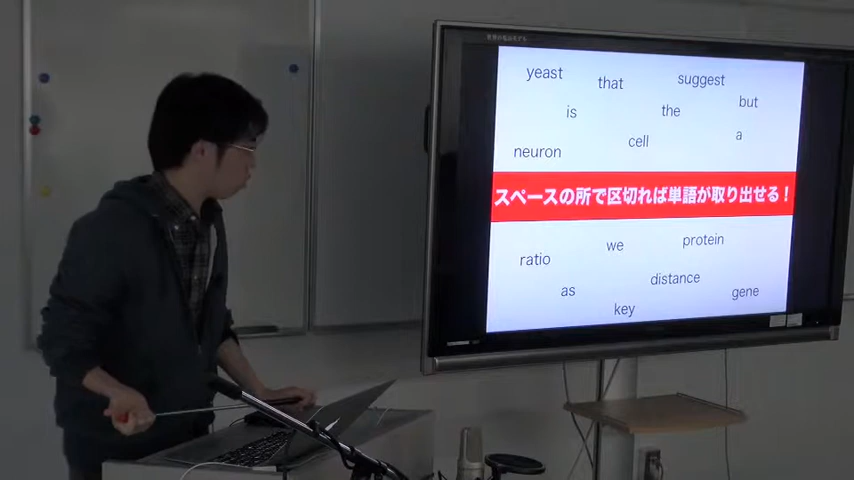 yeast that suggest
is the but
neuron cell a
スペースの所で区切れば単語が取り出せる！
ratio we protein
as distance gene
key